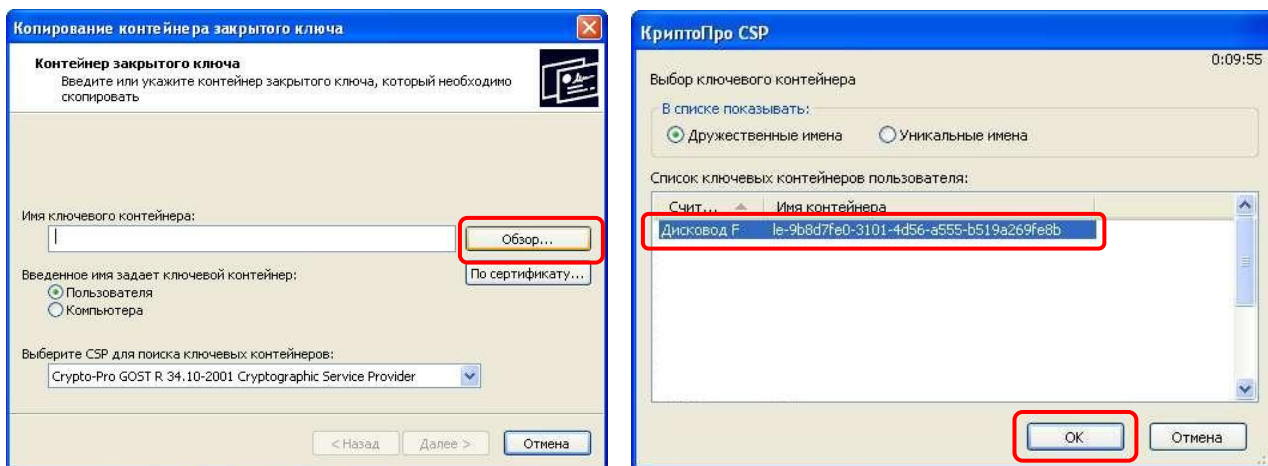 Копирование контейнера закрытого ключа
Контейнер закрытого ключа
Введите или укажите контейнер закрытого ключа, который необходимо
скопировать
Имя ключевого контейнера:
Обзор...
Введенное имя задает ключевой контейнер:
По сертификату...
Пользователя
Компьютера
Выберите CSP для поиска ключевых контейнеров:
Crypto-Pro GOST R 34.10-2001 Cryptographic Service Provider
< Назад
Далее >
Отмена
КриптоПро CSP
0:09:55
Выбор ключевого контейнера
В списке показывать:
Дружественные имена
Уникальные имена
Список ключевых контейнеров пользователя:
Счит... Имя контейнера
Дисковод F le-9b8d7fe0-3101-4d56-a555-b519a269fe8b
ОК
Отмена